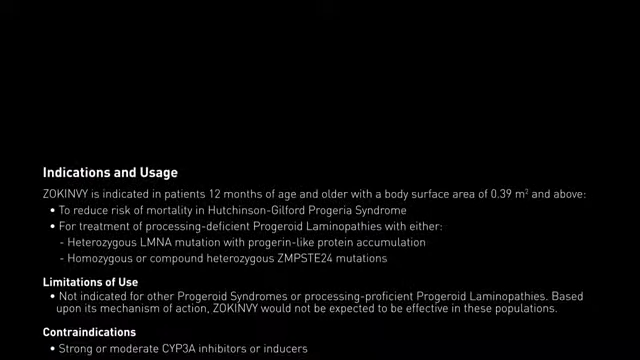 Indications and Usage
ZOKINVY is indicated in patients 12 months of age and older with a body surface area of 0.39 m² and above:
• To reduce risk of mortality in Hutchinson-Gilford Progeria Syndrome
• For treatment of processing-deficient Progeroid Laminopathies with either:
- Heterozygous LMNA mutation with progerin-like protein accumulation
- Homozygous or compound heterozygous ZMPSTE24 mutations
Limitations of Use
• Not indicated for other Progeroid Syndromes or processing-proficient Progeroid Laminopathies. Based
upon its mechanism of action, ZOKINVY would not be expected to be effective in these populations.
Contraindications
• Strong or moderate CYP3A inhibitors or inducers